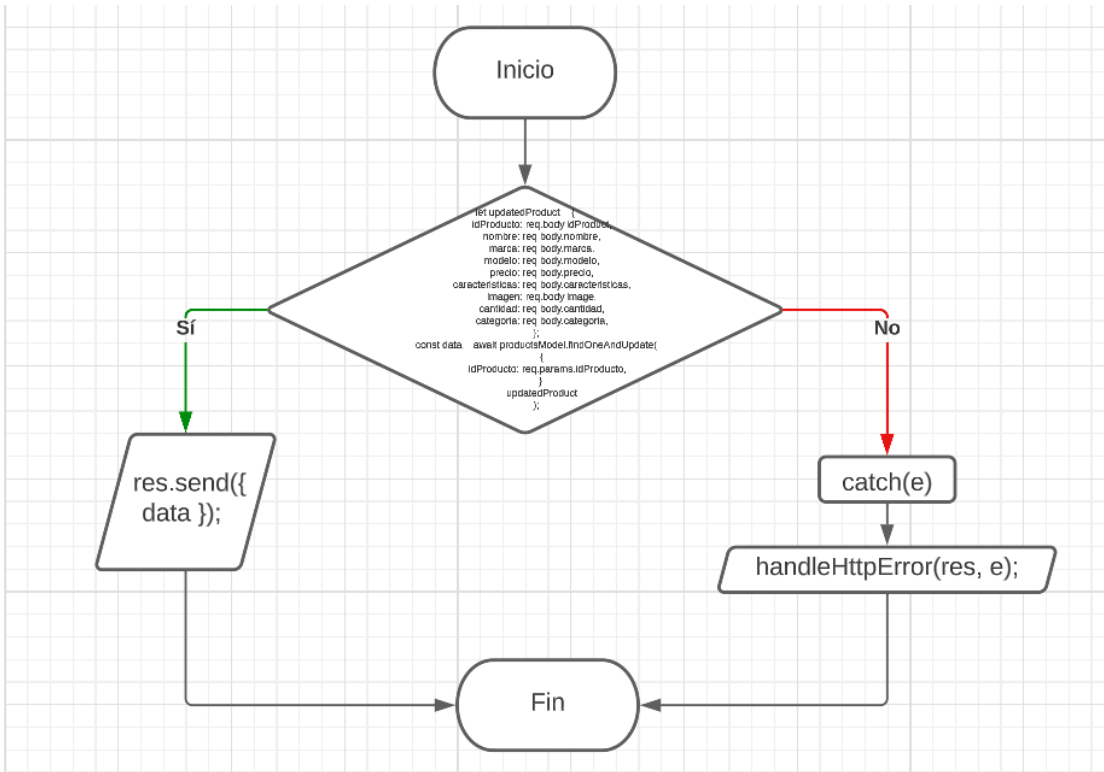 Inicio
let updatedProduct {
idProducto: req.body idProduct,
nombre: req body.nombre,
marca: req body.marca.
modelo: req body.modelo,
precio: req body.precio,
caracteristicas: req body.caracteristicas,
imagen: req.body image.
cantidad: req body.cantidad,
categoria: req body.categoria,
};
const data await productsModel.findOneAndUpdate(
{
idProducto: req.params.idProducto,
}
updatedProduct
);
Sí
No
res.send({
data });
catch(e)
handleHttpError(res, e);
Fin